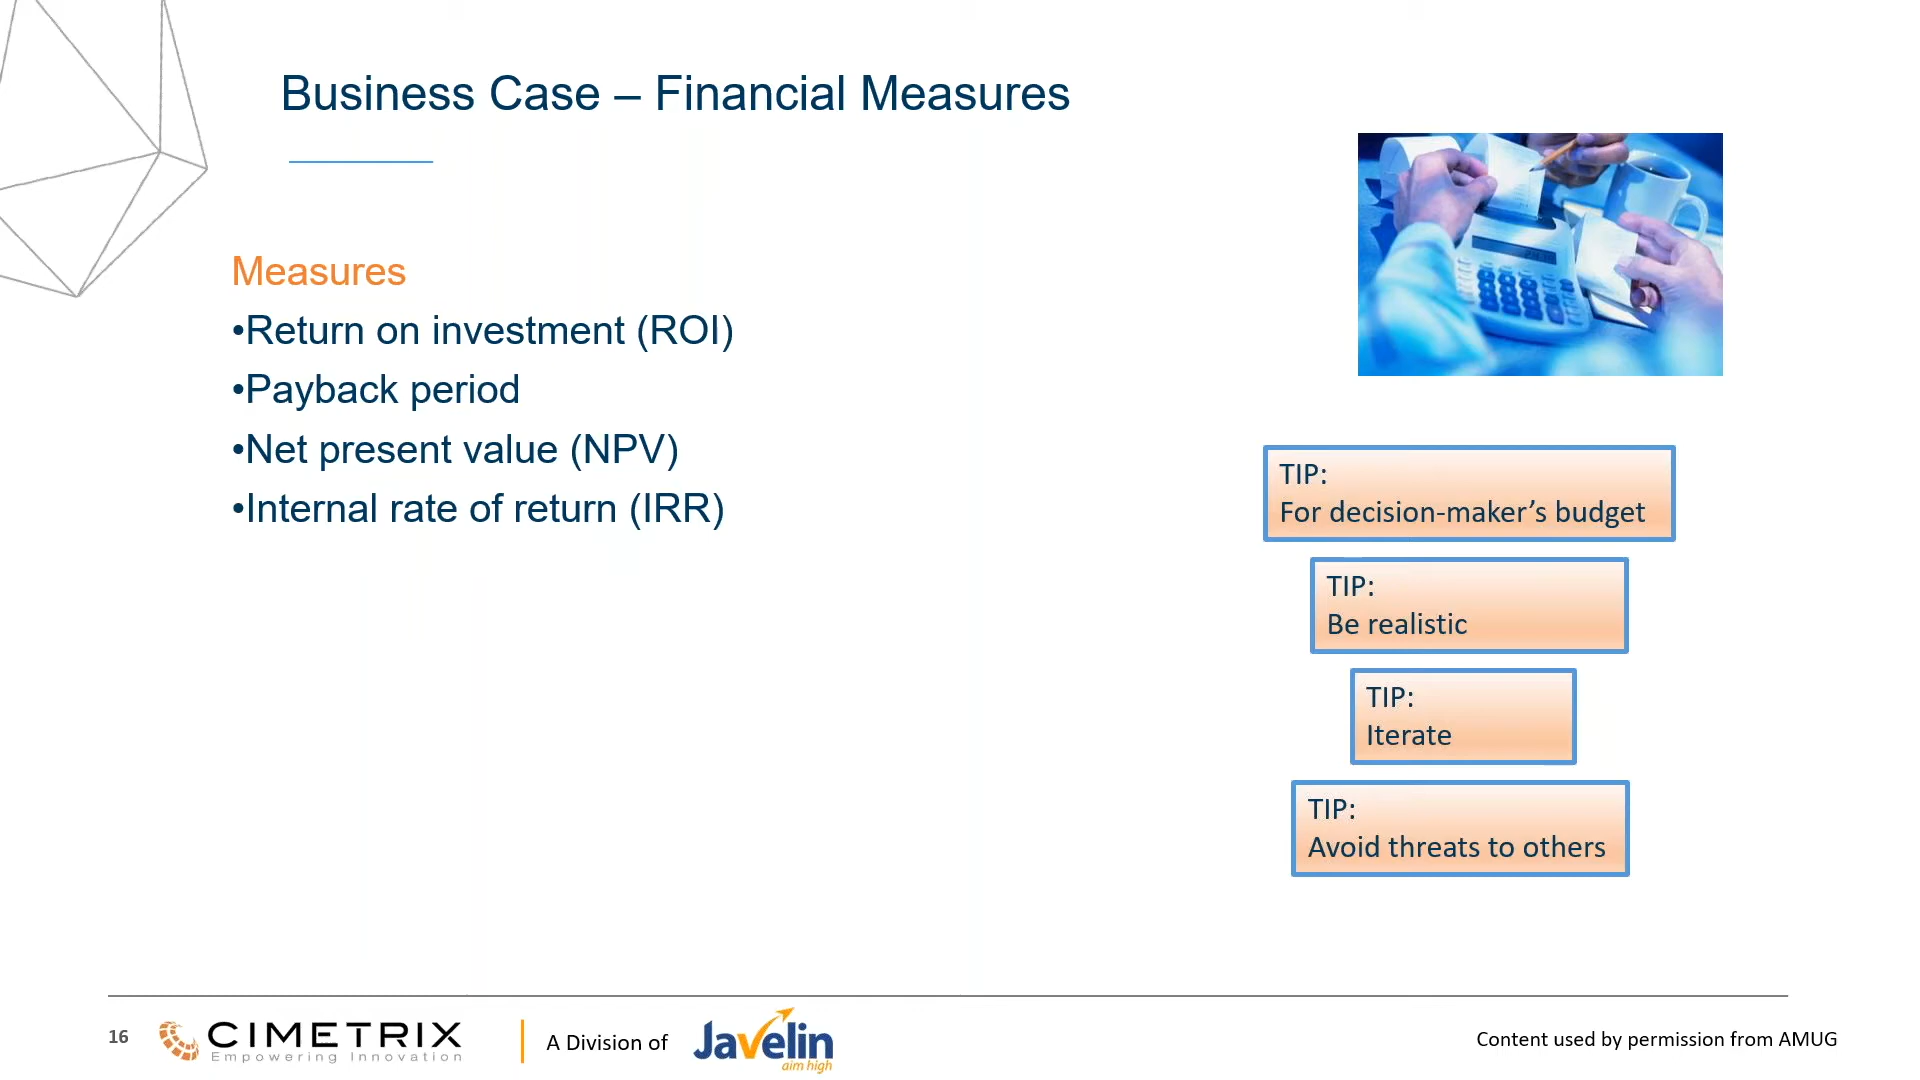 Business Case – Financial Measures
Measures
•Return on investment (ROI)
•Payback period
•Net present value (NPV)
•Internal rate of return (IRR)
TIP:
For decision-maker’s budget
TIP:
Be realistic
TIP:
Iterate
TIP:
Avoid threats to others
16
CIMETRIX
Empowering Innovation
A Division of
Javelin
aim high
Content used by permission from AMUG